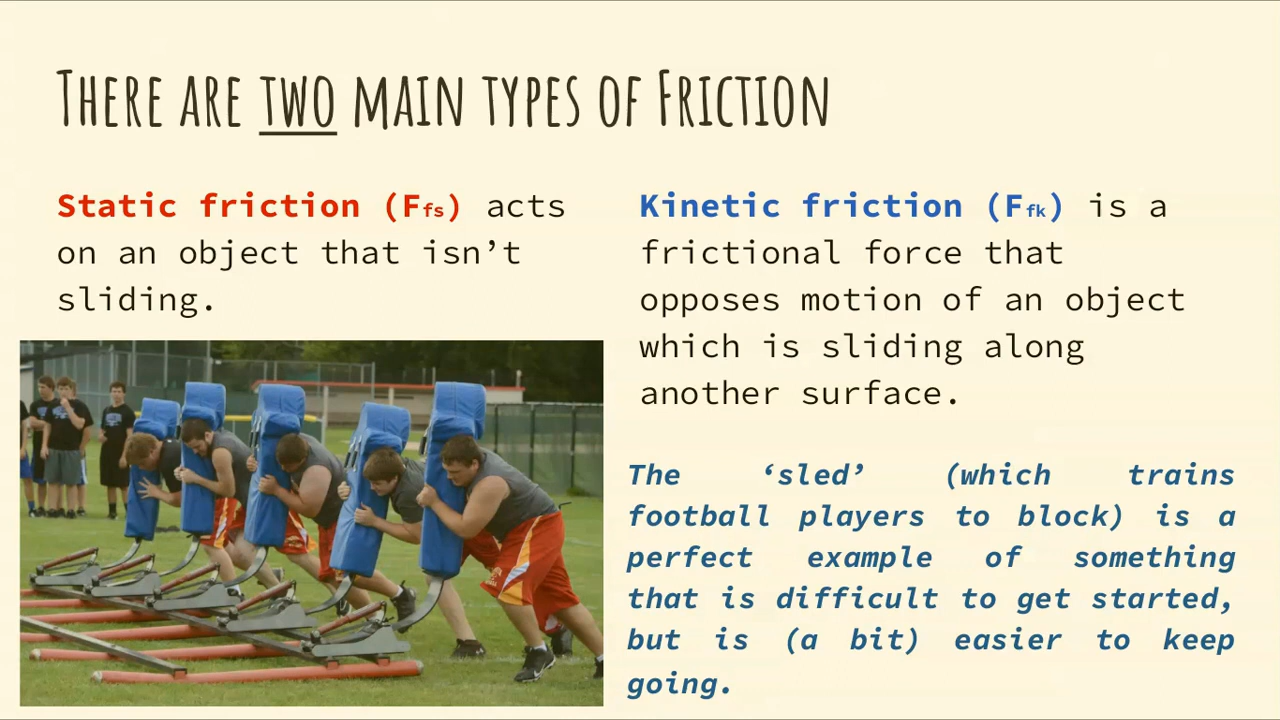 There are two main types of Friction
Static friction (Ffs) acts
on an object that isn’t
sliding.
Kinetic friction (Ffk) is a
frictional force that
opposes motion of an object
which is sliding along
another surface.
The ‘sled’ (which trains
football players to block) is a
perfect example of something
that is difficult to get started,
but is (a bit) easier to keep
going.